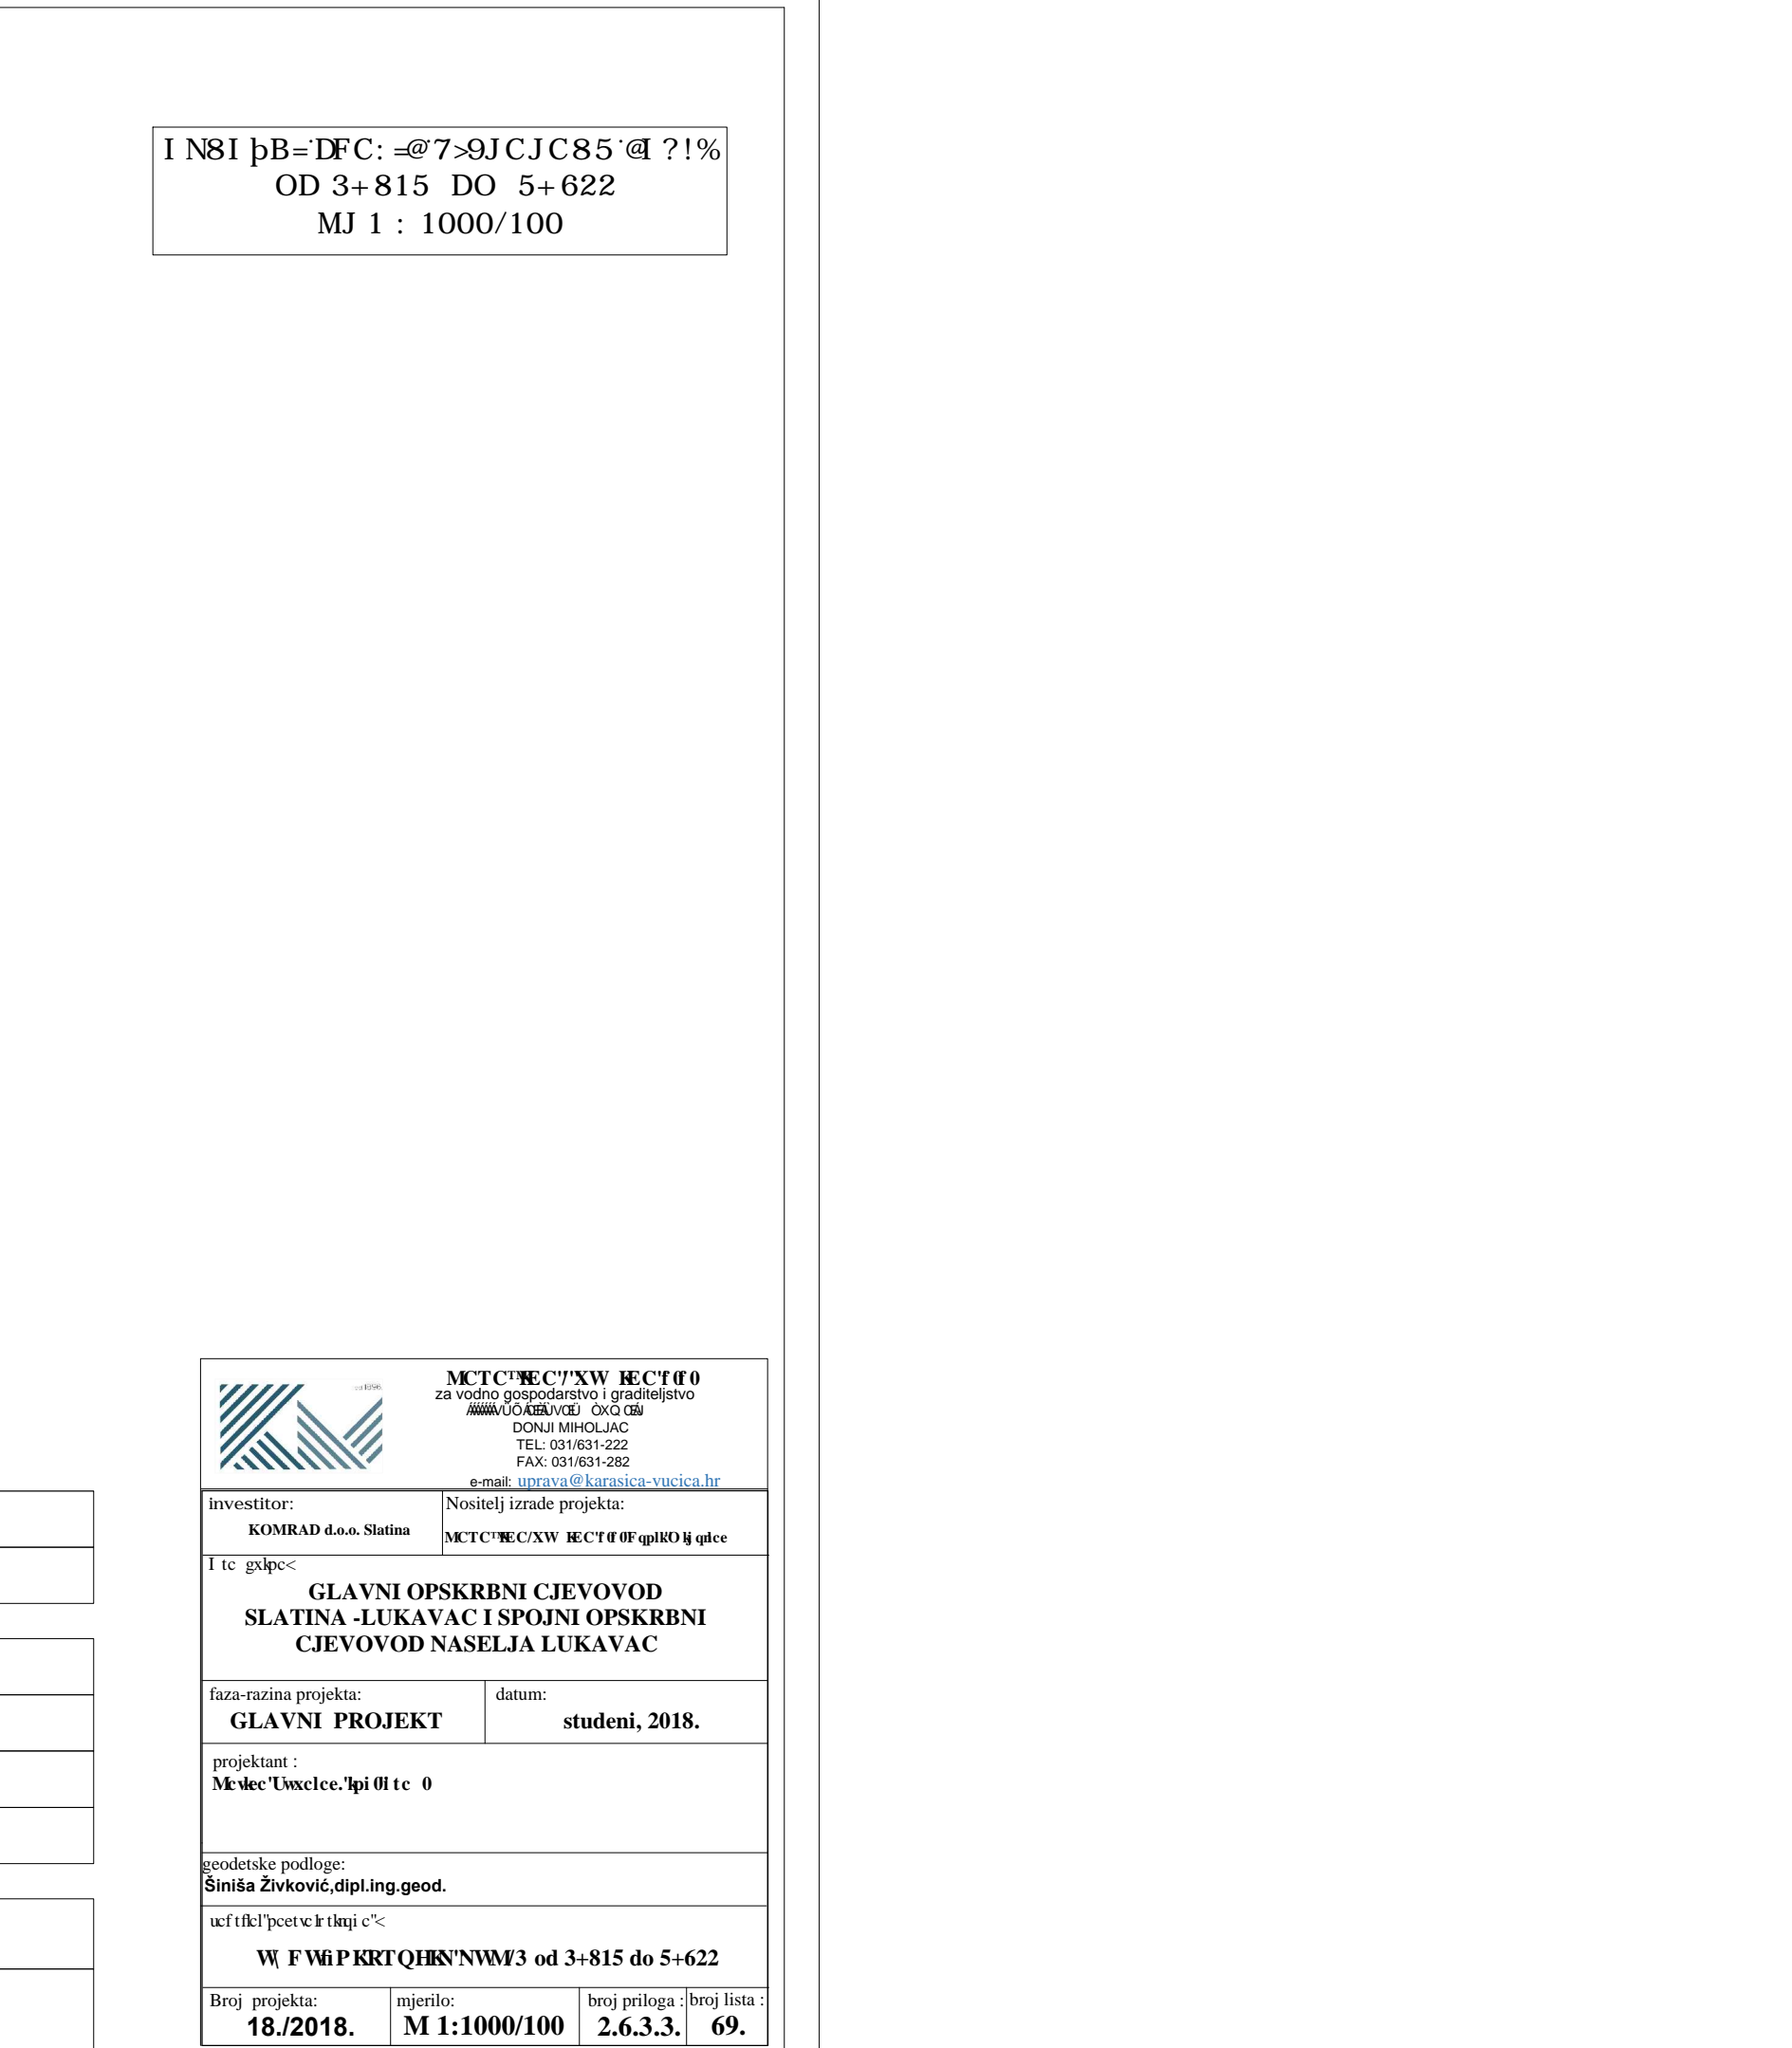 OD 3+815 DO 5+622
MJ 1 : 1000/100
za vodno gospodarstvo i graditeljstvo
DONJI MIHOLJAC
TEL: 031/631-222
FAX: 031/631-282
e-mail: uprava@karasica-vucica.hr
investitor:
KOMRAD d.o.o. Slatina
Nositelj izrade projekta:
GLAVNI OPSKRBNI CJEVOVOD
SLATINA -LUKAVAC I SPOJNI OPSKRBNI
CJEVOVOD NASELJA LUKAVAC
faza-razina projekta:
GLAVNI PROJEKT
datum:
studeni, 2018.
projektant :
geodetske podloge:
Šiniša Živković,dipl.ing.geod.
od 3+815 do 5+622
Broj projekta:
18./2018.
mjerilo:
M 1:1000/100
broj priloga :
2.6.3.3.
broj lista :
69.